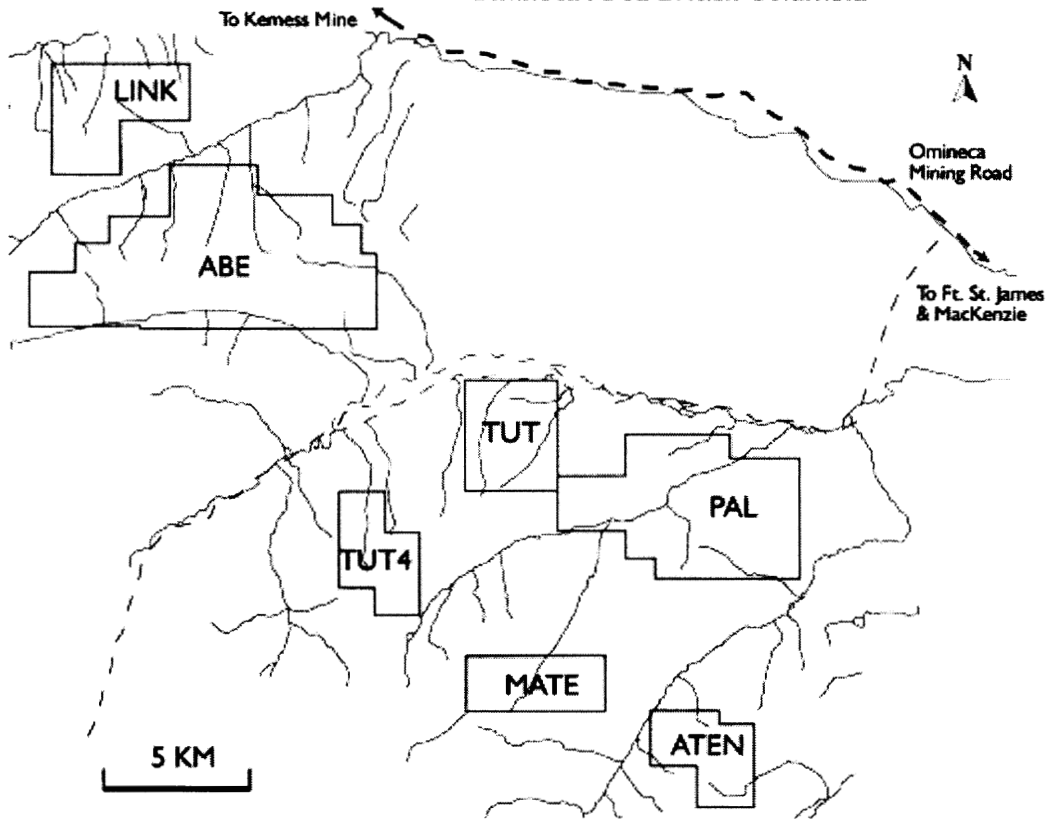 To Kemess Mine
N
LINK
Omineca
Mining Road
ABE
To Ft. St. James
& MacKenzie
TUT
PAL
TUT4
MATE
ATEN
5 KM